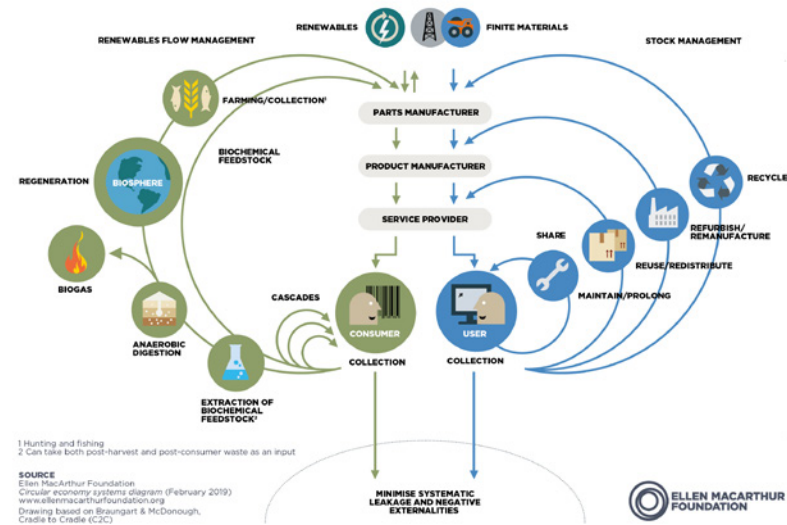 RENEWABLES
FINITE MATERIALS
RENEWABLES FLOW MANAGEMENT
STOCK MANAGEMENT
FARMING/COLLECTION¹
PARTS MANUFACTURER
BIOCHEMICAL
FEEDSTOCK
PRODUCT MANUFACTURER
REGENERATION
BIOSPHERE
RECYCLE
SERVICE PROVIDER
SHARE
REFURBISH/
REMANUFACTURE
REUSE/REDISTRIBUTE
BIOGAS
CASCADES
MAINTAIN/PROLONG
CONSUMER
USER
ANAEROBIC
DIGESTION
COLLECTION
COLLECTION
EXTRACTION OF
BIOCHEMICAL
FEEDSTOCK²
1 Hunting and fishing
2 Can take both post-harvest and post-consumer waste as an input
SOURCE
Ellen MacArthur Foundation
Circular economy systems diagram (February 2019)
www.ellenmacarthurfoundation.org
Drawing based on Braungart & McDonough,
Cradle to Cradle (C2C)
MINIMISE SYSTEMATIC
LEAKAGE AND NEGATIVE
EXTERNALITIES
ELLEN MACARTHUR
FOUNDATION